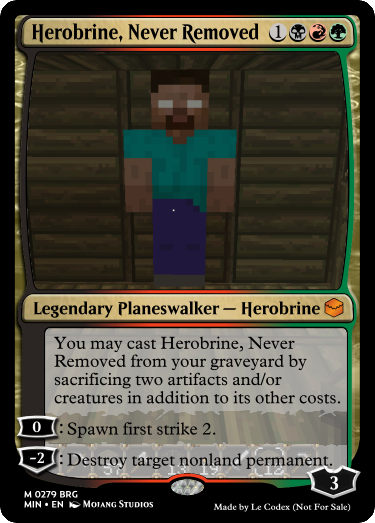 Herobrine, Never Removed 1
Legendary Planeswalker — Herobrine
You may cast Herobrine, Never
Removed from your graveyard by
sacrificing two artifacts and/or
creatures in addition to its other costs.
0 : Spawn first strike 2.
-2 : Destroy target nonland permanent.
3
M 0279 BRG
MIN • EN Mojang Studios
Made by Le Codex (Not For Sale)